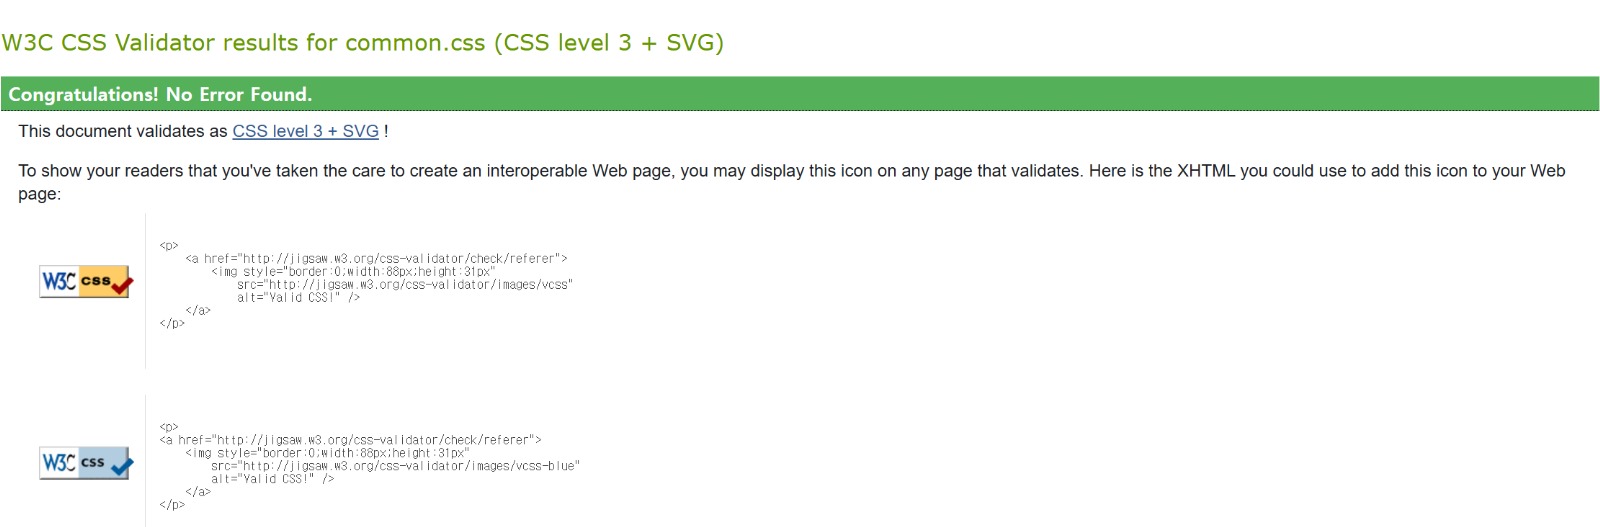 W3C CSS Validator results for common.css (CSS level 3 + SVG)
Congratulations! No Error Found.
This document validates as CSS level 3 + SVG !
To show your readers that you've taken the care to create an interoperable Web page, you may display this icon on any page that validates. Here is the XHTML you could use to add this icon to your Web
page:
W3C css
<p>
<a href="http://jigsaw.w3.org/css-validator/check/referer">
<img style="border:0;width:88px;height:31px"
src="http://jigsaw.w3.org/css-validator/images/vcss"
alt="Valid CSS!" />
</a>
</p>
W3C css
<p>
<a href="http://jigsaw.w3.org/css-validator/check/referer">
<img style="border:0;width:88px;height:31px"
src="http://jigsaw.w3.org/css-validator/images/vcss-blue"
alt="Valid CSS!" />
</a>
</p>